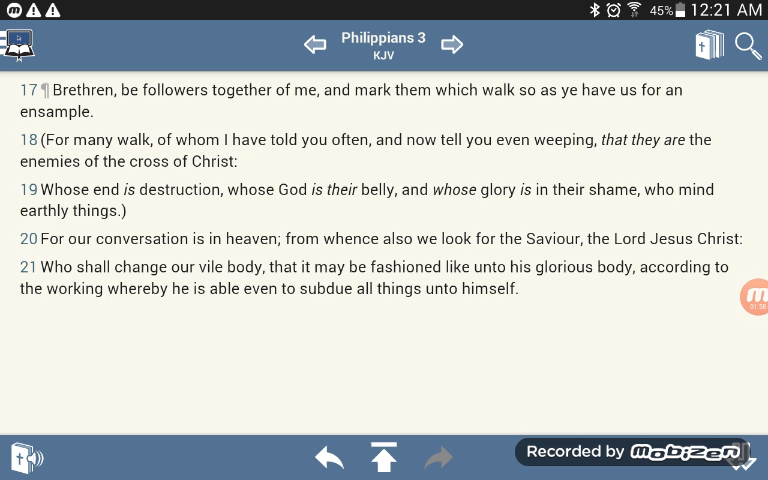 45% 12:21 AM
Philippians 3
KJV
17 ¶ Brethren, be followers together of me, and mark them which walk so as ye have us for an
ensample.
18 (For many walk, of whom I have told you often, and now tell you even weeping, that they are the
enemies of the cross of Christ:
19 Whose end is destruction, whose God is their belly, and whose glory is in their shame, who mind
earthly things.)
20 For our conversation is in heaven; from whence also we look for the Saviour, the Lord Jesus Christ:
21 Who shall change our vile body, that it may be fashioned like unto his glorious body, according to
the working whereby he is able even to subdue all things unto himself.
Recorded by mobizen